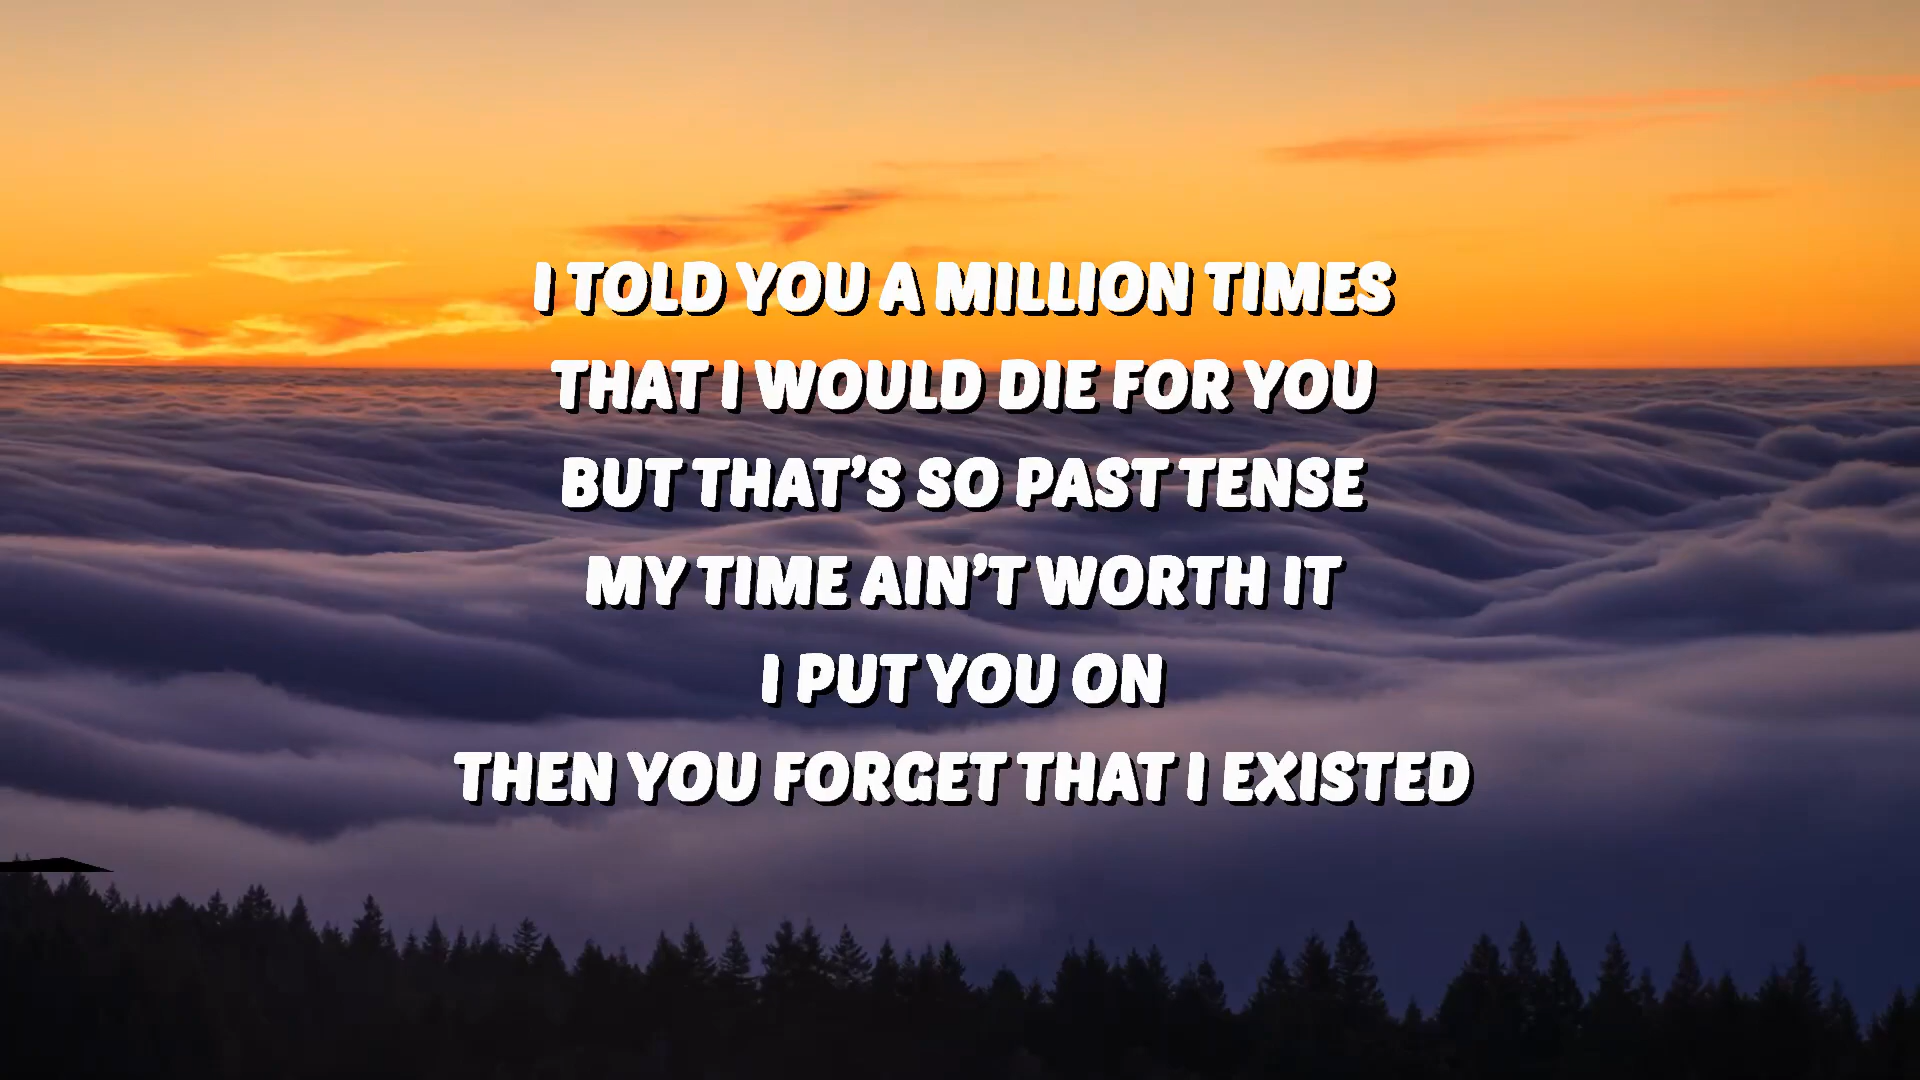 I TOLD YOU A MILLION TIMES
THAT I WOULD DIE FOR YOU
BUT THAT’S SO PAST TENSE
MY TIME AIN’T WORTH IT
I PUT YOU ON
THEN YOU FORGET THAT I EXISTED